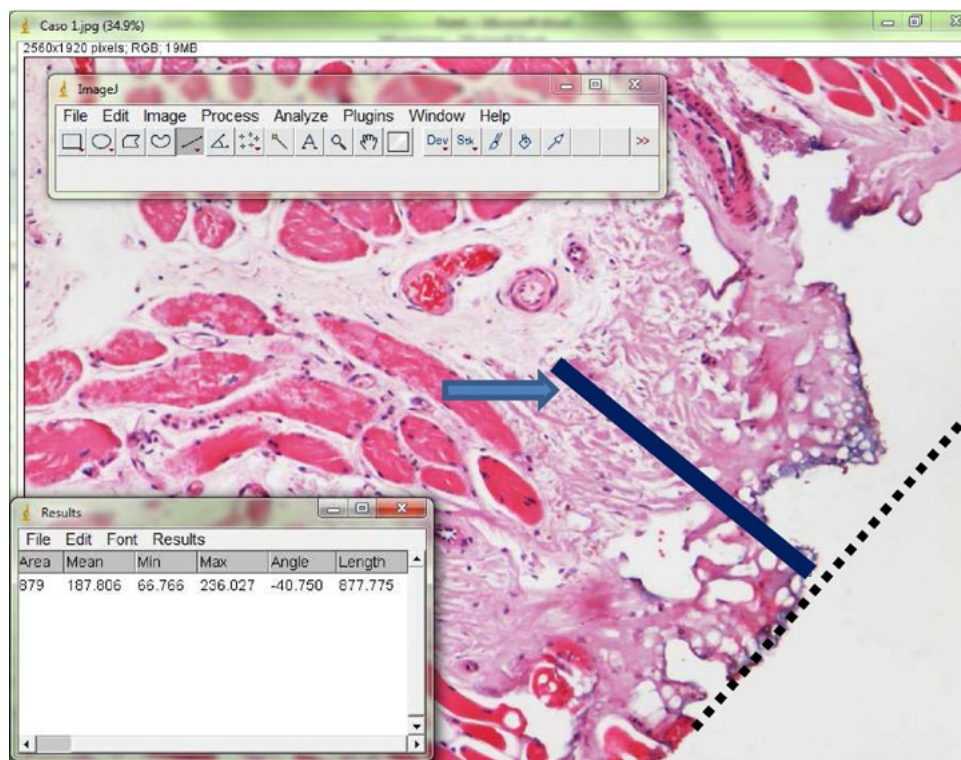 Caso 1.jpg (34.9%)
2560x1920 pixels; RGB; 19MB
ImageJ
File Edit Image Process Analyze Plugins Window Help
Dev Stk >>
Results
File Edit Font Results
Area Mean Min Max Angle Length
879 187.806 66.766 236.027 -40.750 877.775